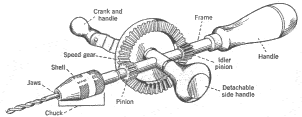 Crank and
handle
Frame
Speed gear
Shell
Jaws
Chuck
Pinion
Idler
pinion
Handle
Detachable
side handle